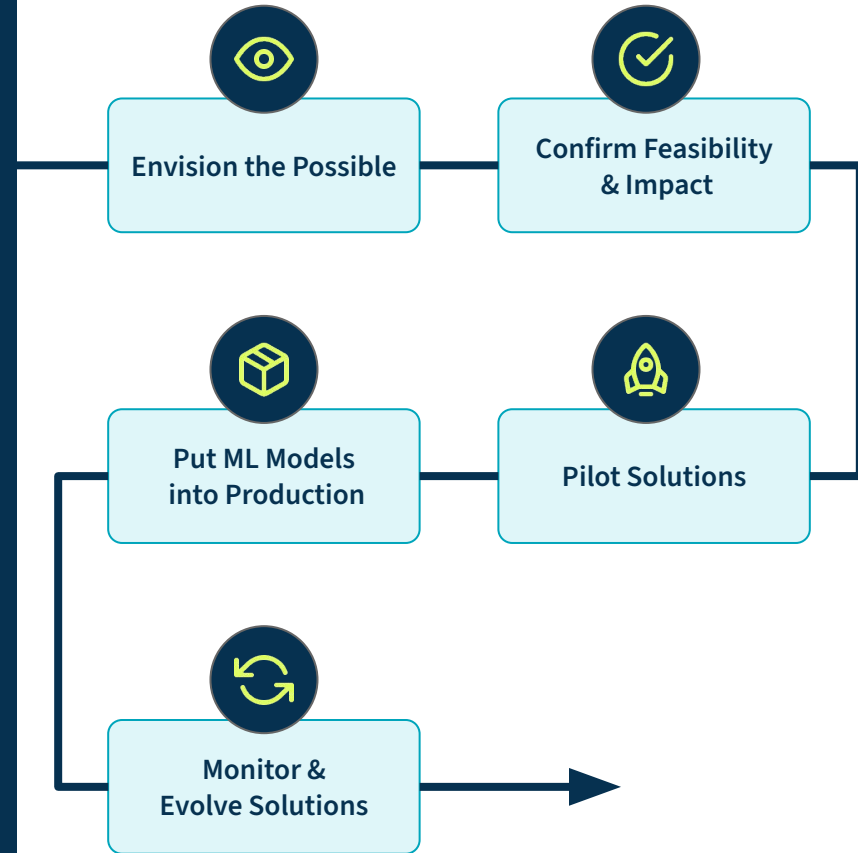 Envision the Possible
Confirm Feasibility
& Impact
Pilot Solutions
Put ML Models
into Production
Monitor &
Evolve Solutions